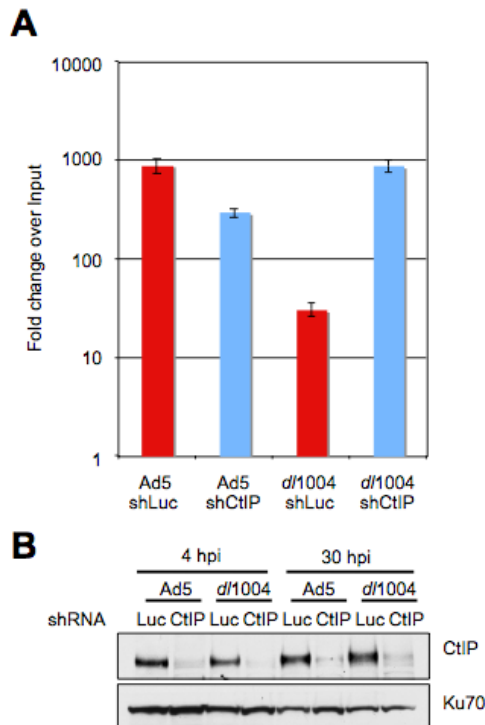 A
10000
1000
100
10
1
Fold change over Input
Ad5 shLuc
Ad5 shCtIP
dl1004 shLuc
dl1004 shCtIP
B
4 hpi 30 hpi
Ad5 dl1004 Ad5 dl1004
shRNA Luc CtIP Luc CtIP Luc CtIP Luc CtIP
CtIP
Ku70